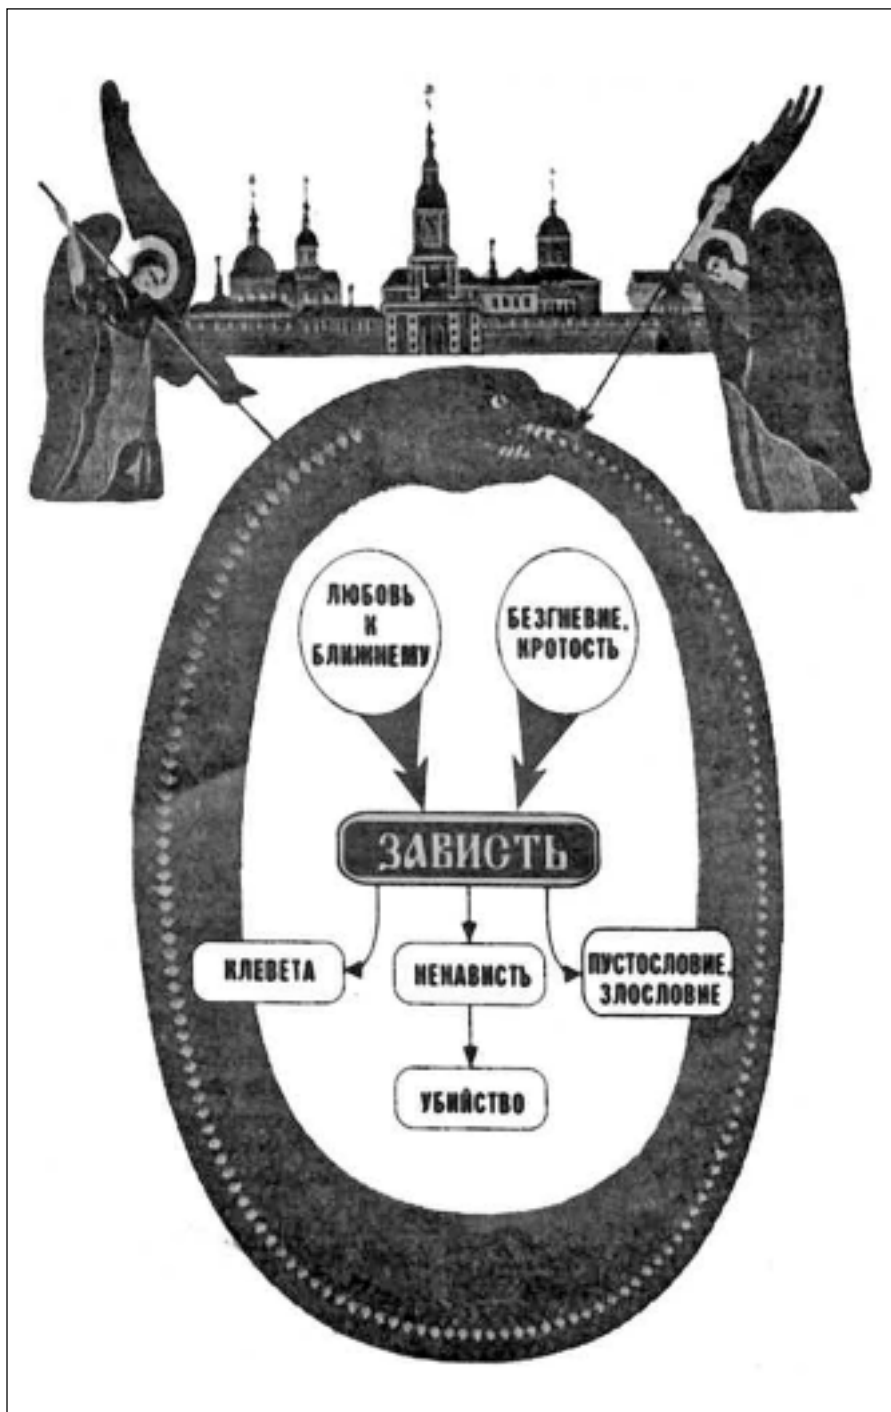 ЛЮБОВЬ
К
БЛИЖНЕМУ
БЕЗГНЕВИЕ,
КРОТОСТЬ
ЗАВИСТЬ
КЛЕВЕТА
НЕНАВИСТЬ
ПУСТОСЛОВИЕ,
ЗЛОСЛОВИЕ
УБИЙСТВО